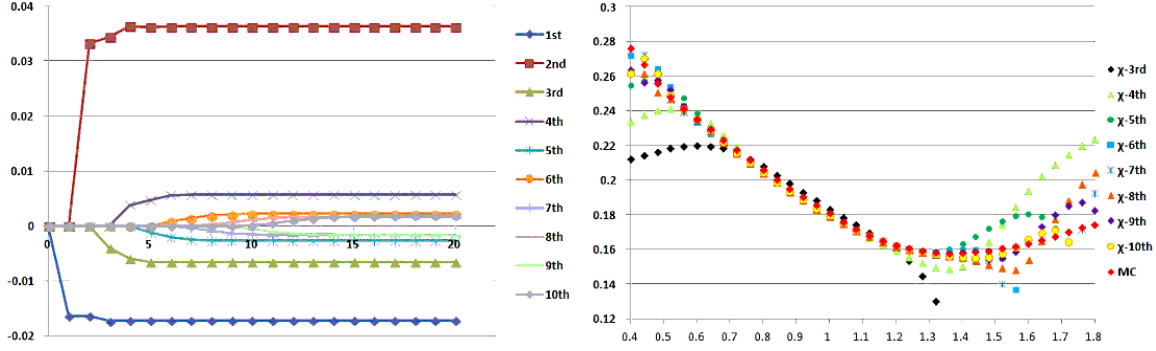 0.04
0.03
0.02
0.01
0
-0.01
-0.02
0
5
10
15
20
1st
2nd
3rd
4th
5th
6th
7th
8th
9th
10th
0.3
0.28
0.26
0.24
0.22
0.2
0.18
0.16
0.14
0.12
0.4 0.5 0.6 0.7 0.8 0.9 1 1.1 1.2 1.3 1.4 1.5 1.6 1.7 1.8
χ-3rd
χ-4th
χ-5th
χ-6th
χ-7th
χ-8th
χ-9th
χ-10th
MC